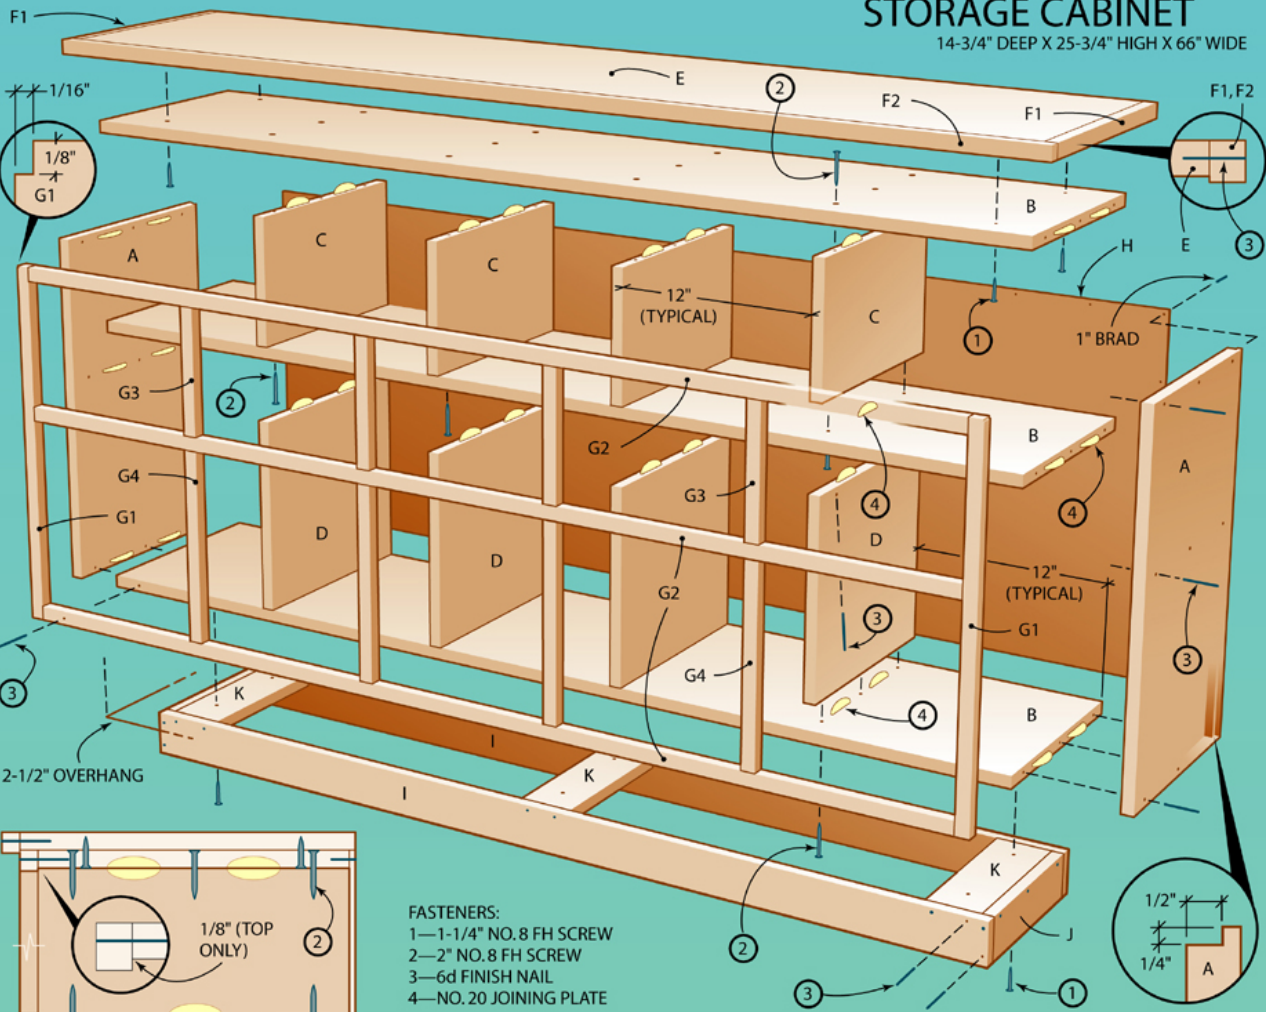 STORAGE CABINET
14-3/4" DEEP X 25-3/4" HIGH X 66" WIDE
F1
E
2
F2
F1
F1, F2
1/16"
1/8"
G1
E
3
B
H
A
C
C
12"
(TYPICAL)
C
1
1" BRAD
G3
2
G2
B
A
4
4
G4
G1
G3
D
D
D
12"
(TYPICAL)
G2
3
G1
3
3
G4
4
B
K
2-1/2" OVERHANG
I
K
I
K
2
J
1/2"
1/4"
A
3
1
1/8" (TOP
ONLY)
2
FASTENERS:
1—1-1/4" NO. 8 FH SCREW
2—2" NO. 8 FH SCREW
3—6d FINISH NAIL
4—NO. 20 JOINING PLATE